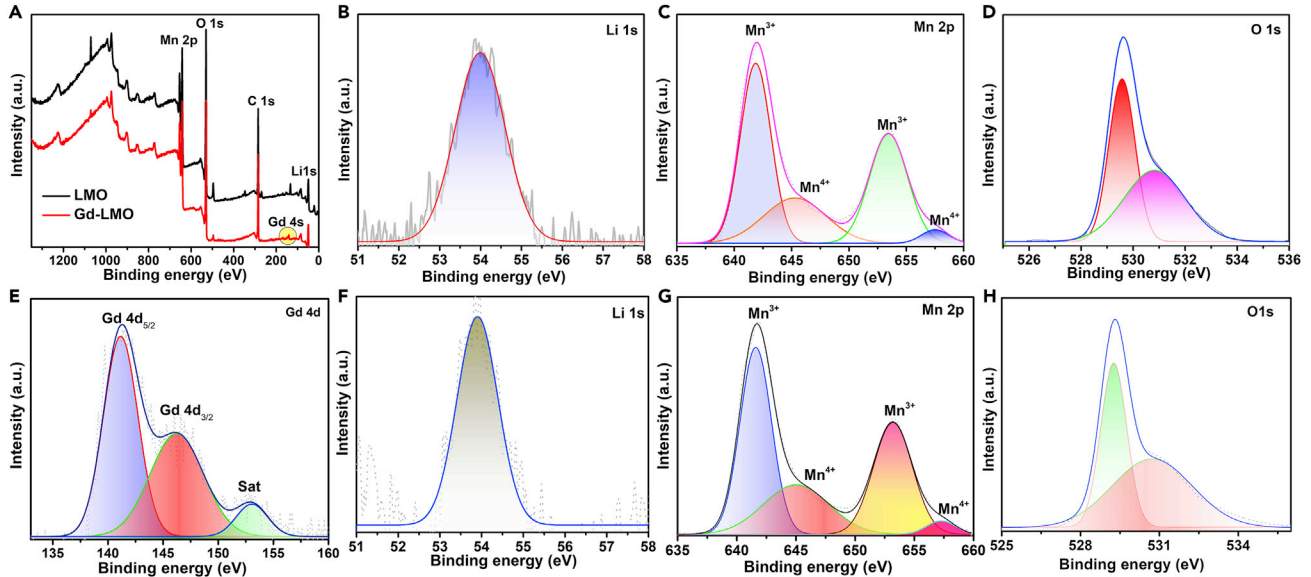 A
O 1s
Mn 2p
C 1s
Li1s
LMO
Gd-LMO
Gd 4s
Intensity (a.u.)
1200 1000 800 600 400 200 0
Binding energy (eV)
B
Li 1s
Intensity (a.u.)
51 52 53 54 55 56 57 58
Binding energy (eV)
C
Mn 2p
Mn3+
Mn3+
Mn4+
Mn4+
Intensity (a.u.)
635 640 645 650 655 660
Binding energy (eV)
D
O 1s
Intensity (a.u.)
526 528 530 532 534 536
Binding energy (eV)
E
Gd 4d
Gd 4d5/2
Gd 4d3/2
Sat
Intensity (a.u.)
135 140 145 150 155 160
Binding energy (eV)
F
Li 1s
Intensity (a.u.)
51 52 53 54 55 56 57 58
Binding energy (eV)
G
Mn 2p
Mn3+
Mn3+
Mn4+
Mn4+
Intensity (a.u.)
635 640 645 650 655 660
Binding energy (eV)
H
O1s
Intensity (a.u.)
525 528 531 534
Binding energy (eV)